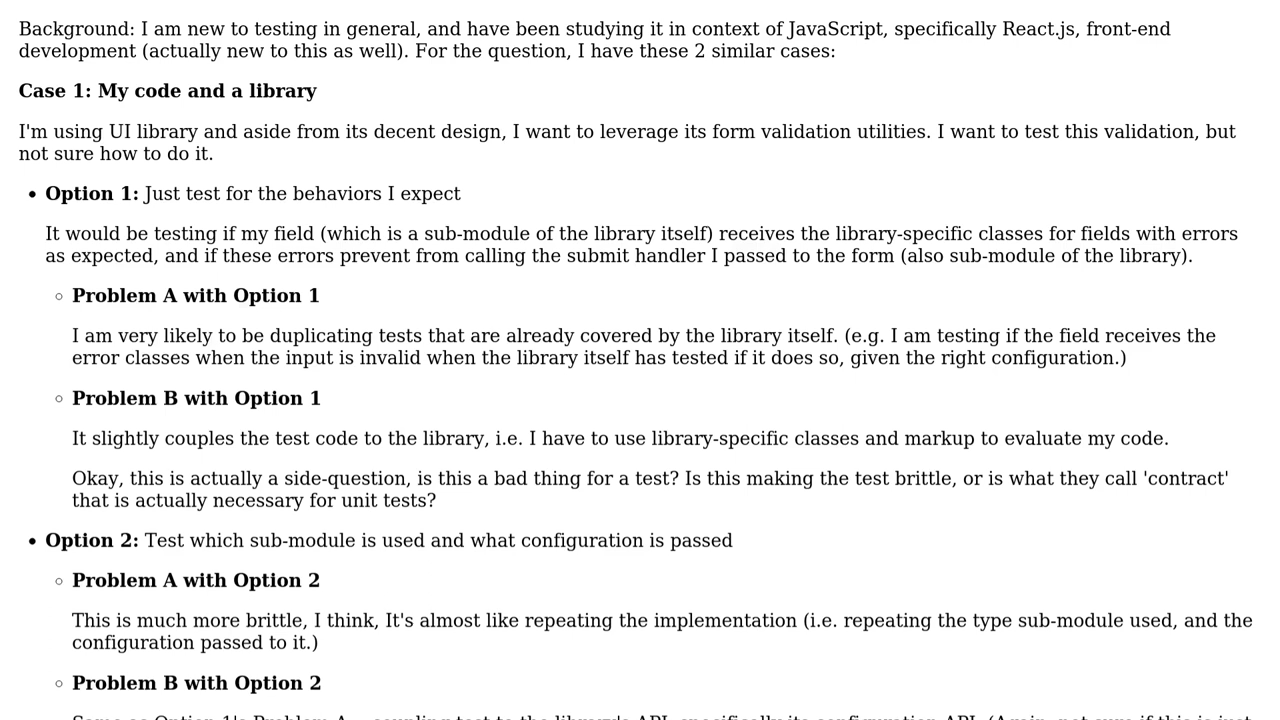 Background: I am new to testing in general, and have been studying it in context of JavaScript, specifically React.js, front-end
development (actually new to this as well). For the question, I have these 2 similar cases:
Case 1: My code and a library
I'm using UI library and aside from its decent design, I want to leverage its form validation utilities. I want to test this validation, but
not sure how to do it.
• Option 1: Just test for the behaviors I expect
It would be testing if my field (which is a sub-module of the library itself) receives the library-specific classes for fields with errors
as expected, and if these errors prevent from calling the submit handler I passed to the form (also sub-module of the library).
◦ Problem A with Option 1
I am very likely to be duplicating tests that are already covered by the library itself. (e.g. I am testing if the field receives the
error classes when the input is invalid when the library itself has tested if it does so, given the right configuration.)
◦ Problem B with Option 1
It slightly couples the test code to the library, i.e. I have to use library-specific classes and markup to evaluate my code.
Okay, this is actually a side-question, is this a bad thing for a test? Is this making the test brittle, or is what they call 'contract'
that is actually necessary for unit tests?
• Option 2: Test which sub-module is used and what configuration is passed
◦ Problem A with Option 2
This is much more brittle, I think, It's almost like repeating the implementation (i.e. repeating the type sub-module used, and the
configuration passed to it.)
◦ Problem B with Option 2